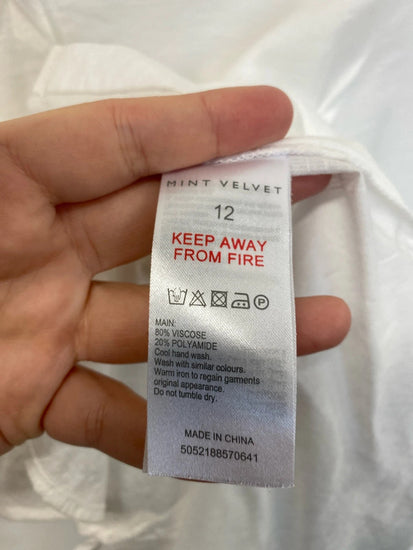 MINT VELVET
12
KEEP AWAY
FROM FIRE
P
MAIN:
80% VISCOSE
20% POLYAMIDE
Cool hand wash.
Wash with similar colours.
Warm iron to regain garments
original appearance.
Do not tumble dry.
MADE IN CHINA
5052188570641